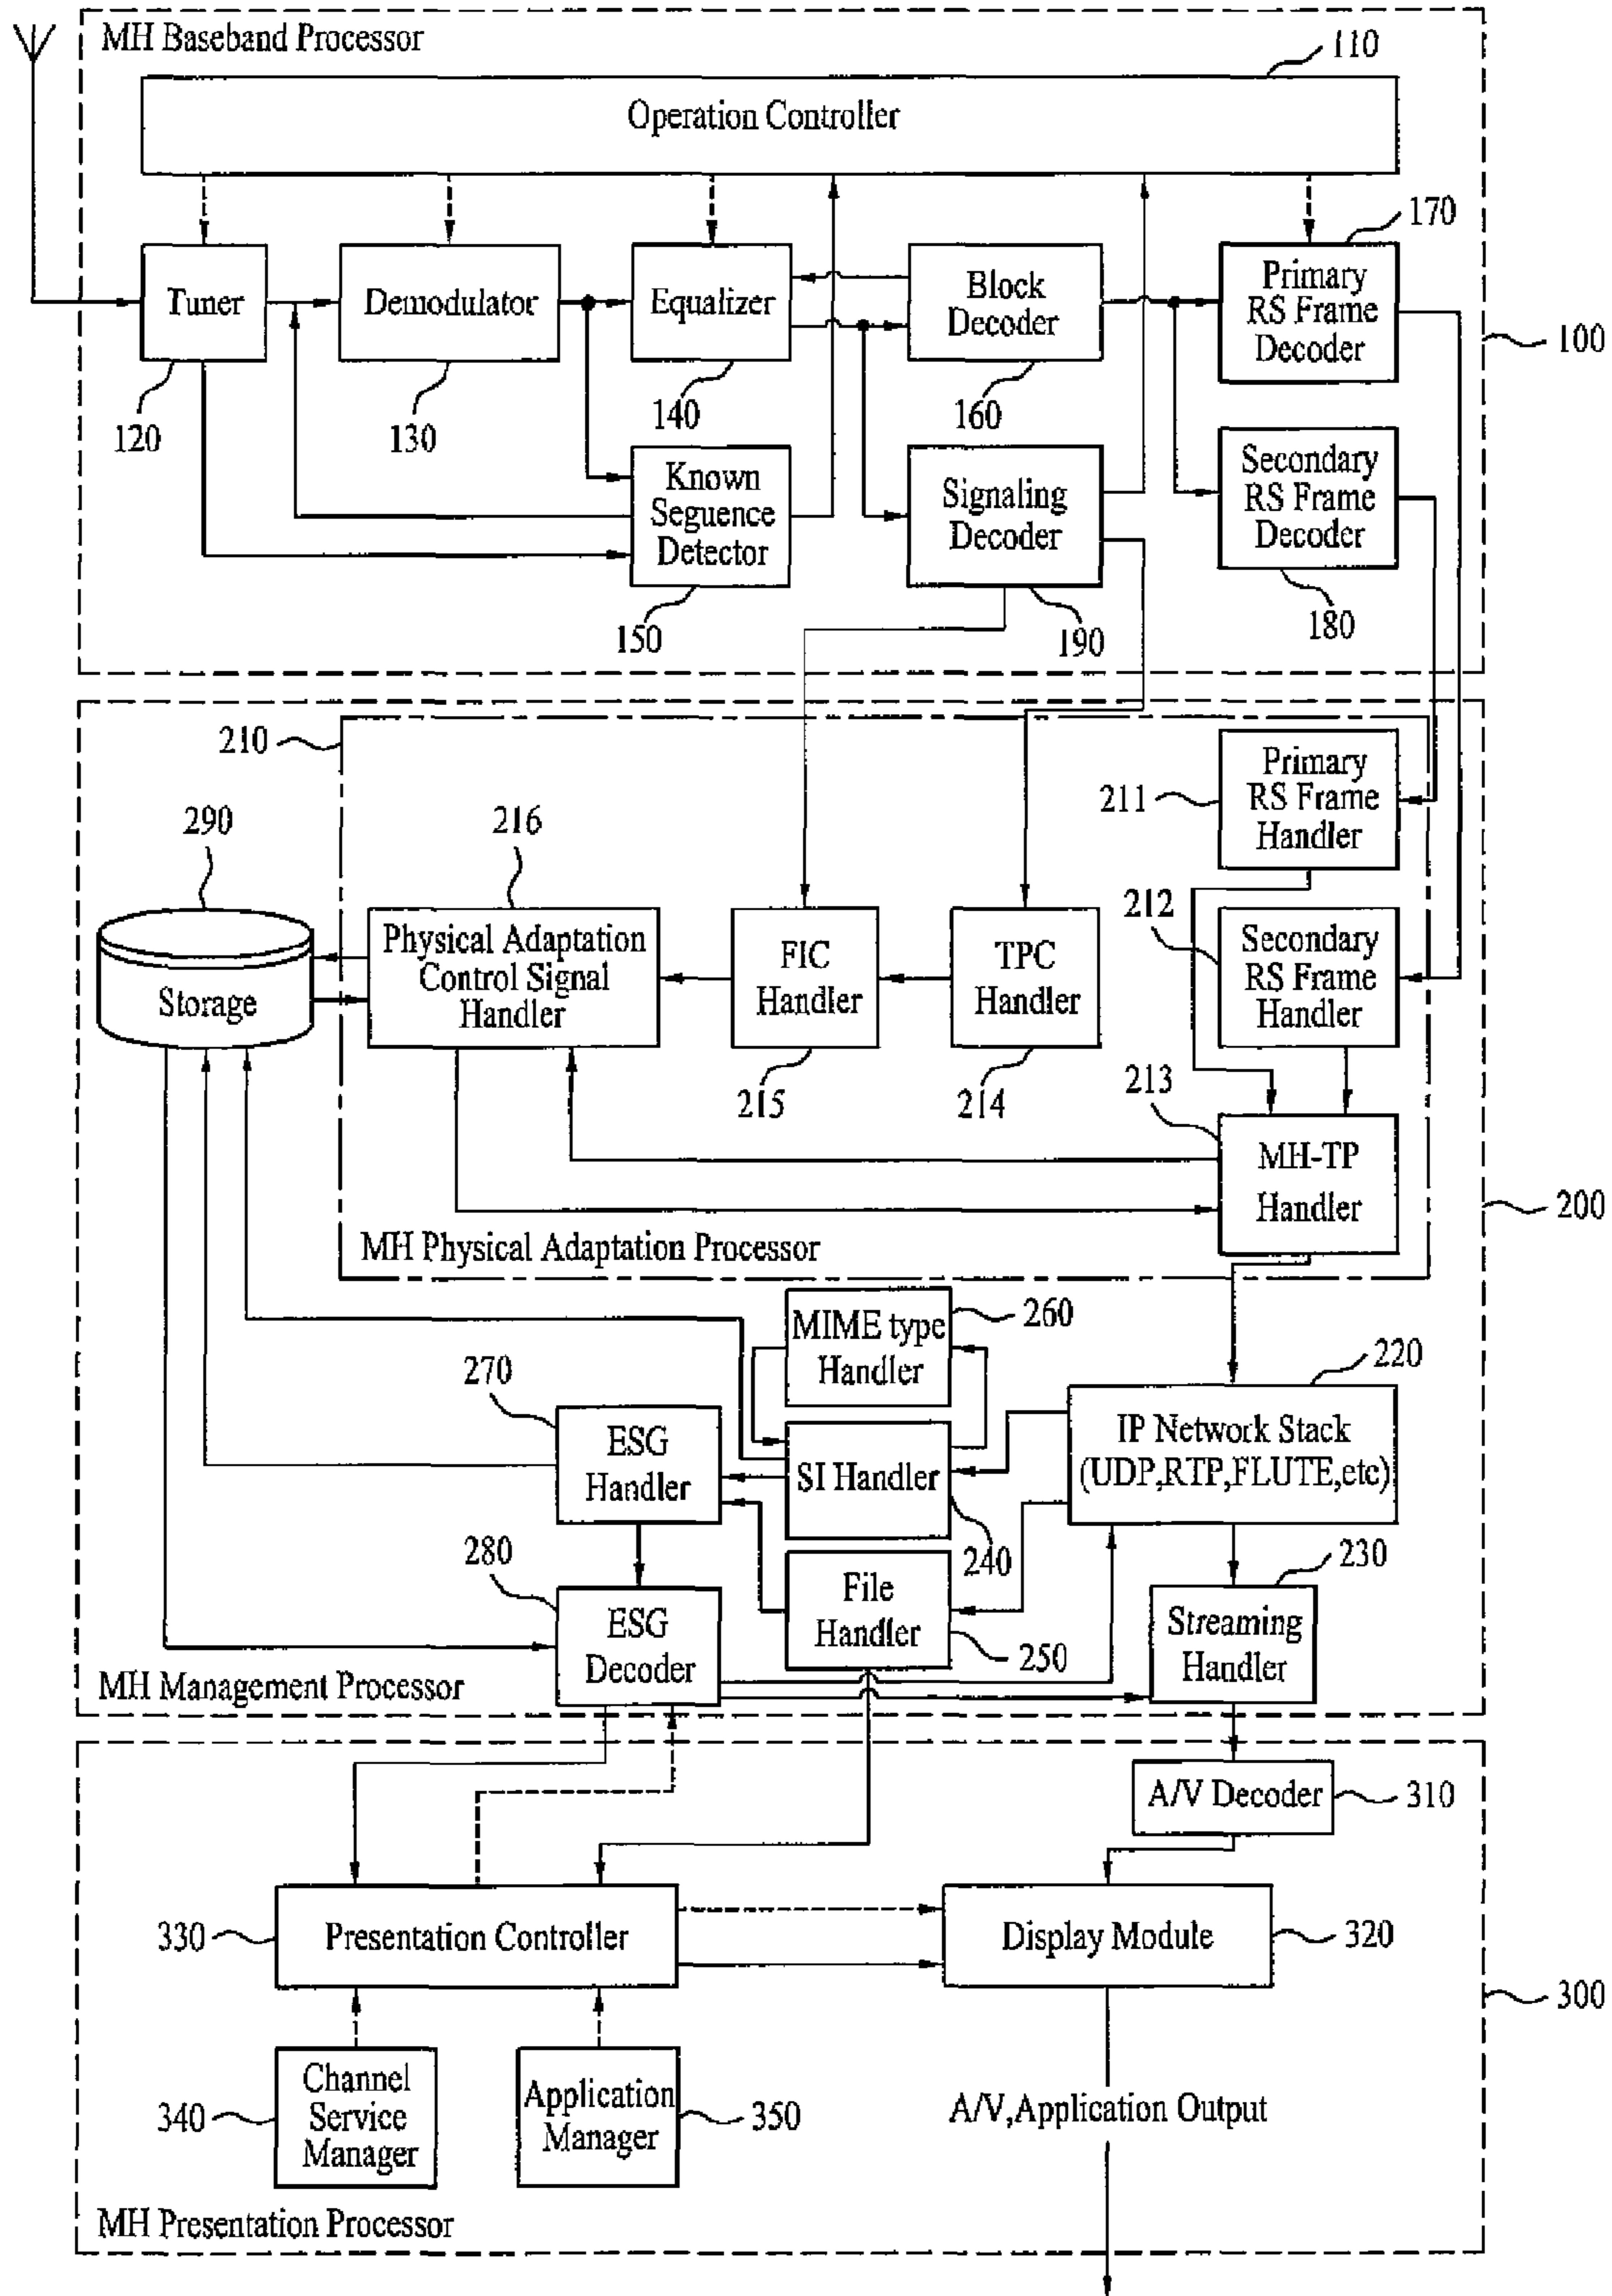 MH Baseband Processor
110
Operation Controller
170
Tuner
Demodulator
Equalizer
Block
Decoder
Primary
RS Frame
Decoder
100
120
130
140
160
Known
Seguence
Detector
Signaling
Decoder
Secondary
RS Frame
Decoder
150
190
180
210
Primary
RS Frame
Handler
211
290
216
212
Physical Adaptation
Control Signal
Handler
FIC
Handler
TPC
Handler
Secondary
RS Frame
Handler
Storage
215
214
213
MH-TP
Handler
200
MH Physical Adaptation Processor
MIME type
Handler
260
270
220
ESG
Handler
SI Handler
IP Network Stack
(UDP,RTP,FLUTE,etc)
280
240
230
ESG
Decoder
File
Handler
250
Streaming
Handler
MH Management Processor
A/V Decoder
310
330
Presentation Controller
Display Module
320
300
340
Channel
Service
Manager
Application
Manager
350
A/V,Application Output
MH Presentation Processor